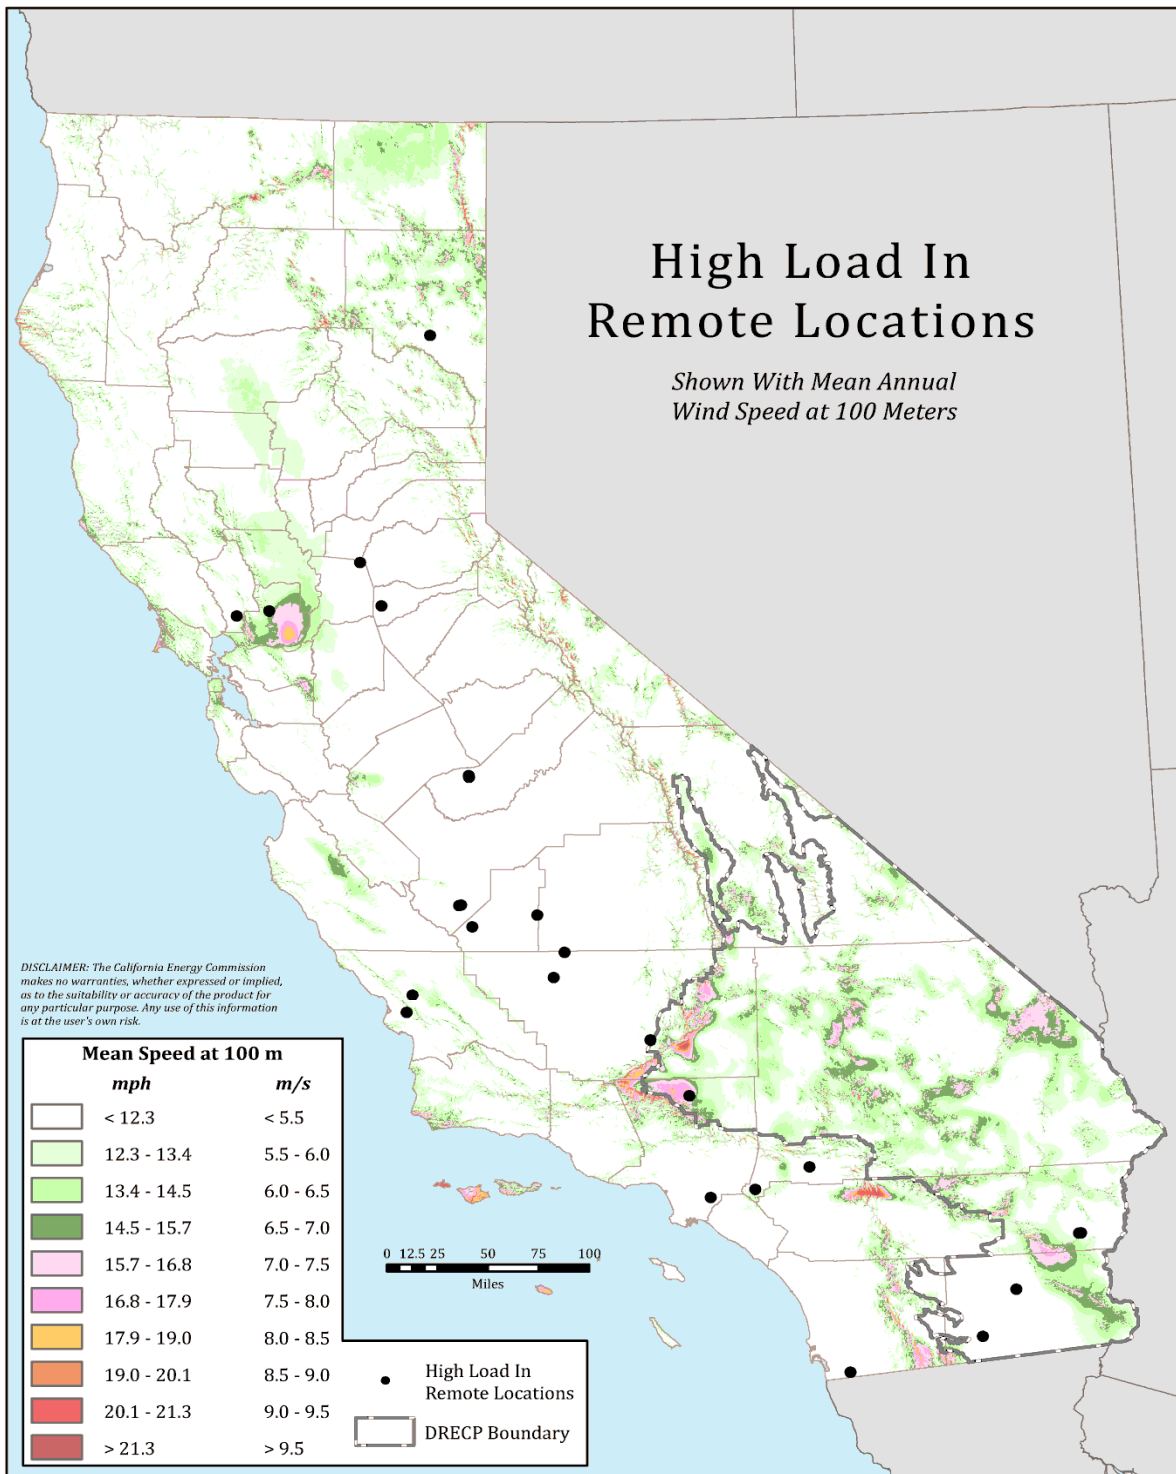 High Load In
Remote Locations
Shown With Mean Annual
Wind Speed at 100 Meters
DISCLAIMER: The California Energy Commission
makes no warranties, whether expressed or implied,
as to the suitability or accuracy of the product for
any particular purpose. Any use of this information
is at the user's own risk.
Mean Speed at 100 m
mph m/s
< 12.3 < 5.5
12.3 - 13.4 5.5 - 6.0
13.4 - 14.5 6.0 - 6.5
14.5 - 15.7 6.5 - 7.0
15.7 - 16.8 7.0 - 7.5
16.8 - 17.9 7.5 - 8.0
17.9 - 19.0 8.0 - 8.5
19.0 - 20.1 8.5 - 9.0
20.1 - 21.3 9.0 - 9.5
> 21.3 > 9.5
0 12.5 25 50 75 100
Miles
High Load In
Remote Locations
DRECP Boundary